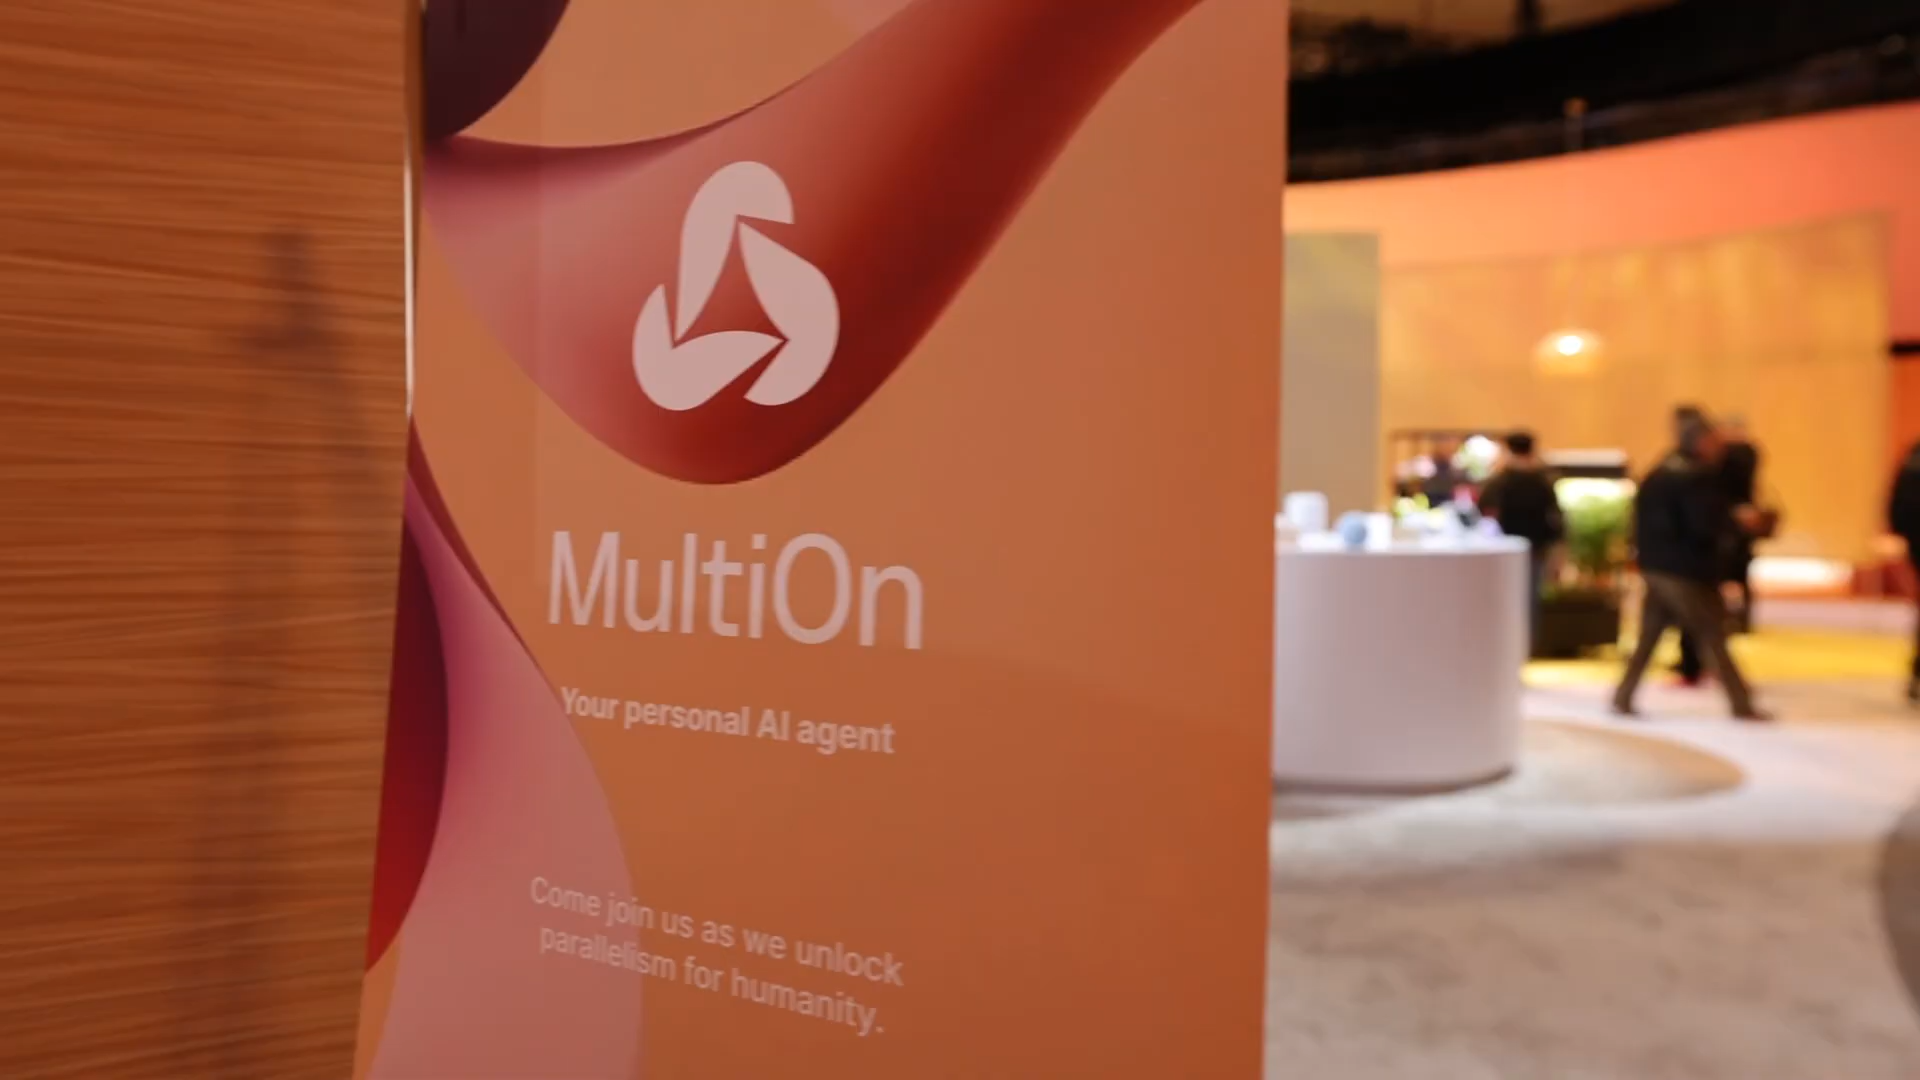 MultiOn
Your personal AI agent
Come join us as we unlock
parallelism for humanity.